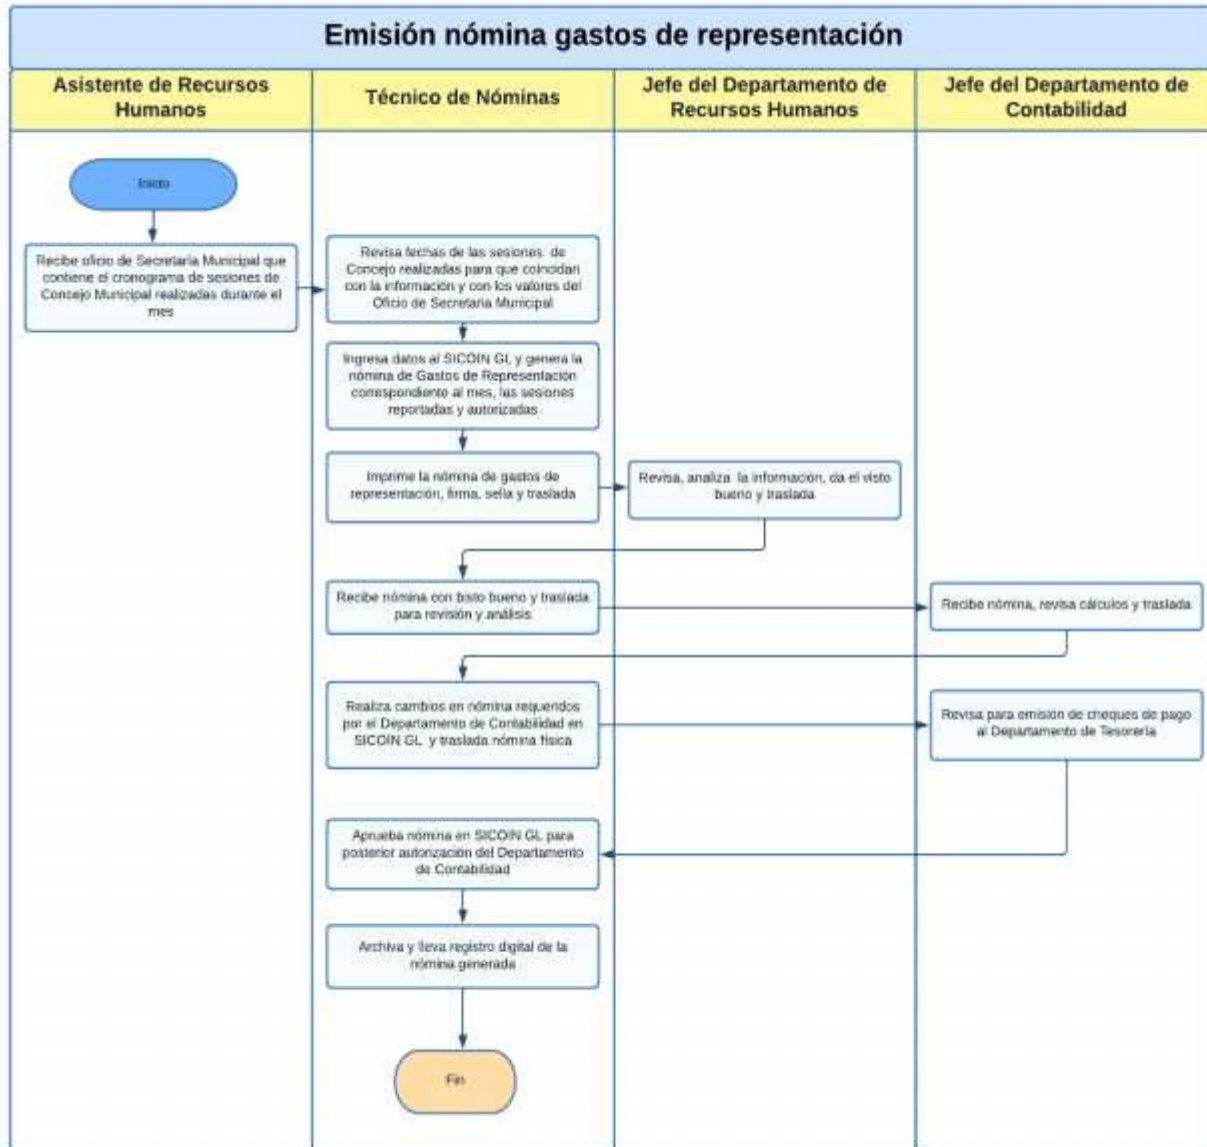 Emisión nómina gastos de representación
Asistente de Recursos
Humanos
Técnico de Nóminas
Jefe del Departamento de
Recursos Humanos
Jefe del Departamento de
Contabilidad
Inicio
Recibe oficio de Secretaría Municipal que
contiene el cronograma de sesiones de
Concejo Municipal realizadas durante el
mes
Revisa fechas de las sesiones de
Concejo realizadas para que coincidan
con la información y con los valores del
Oficio de Secretaría Municipal
Ingresa datos al SICOIN GL y genera la
nómina de Gastos de Representación
correspondiente al mes, las sesiones
reportadas y autorizadas
Imprime la nómina de gastos de
representación, firma, sella y traslada
Revisa, analiza la información, da el visto
bueno y traslada
Recibe nómina con bisto bueno y traslada
para revisión y análisis
Recibe nómina, revisa cálculos y traslada
Realiza cambios en nómina requeridos
por el Departamento de Contabilidad en
SICOIN GL y traslada nómina física
Revisa para emisión de cheques de pago
al Departamento de Tesorería
Aprueba nómina en SICOIN GL para
posterior autorización del Departamento
de Contabilidad
Archiva y lleva registro digital de la
nómina generada
Fin